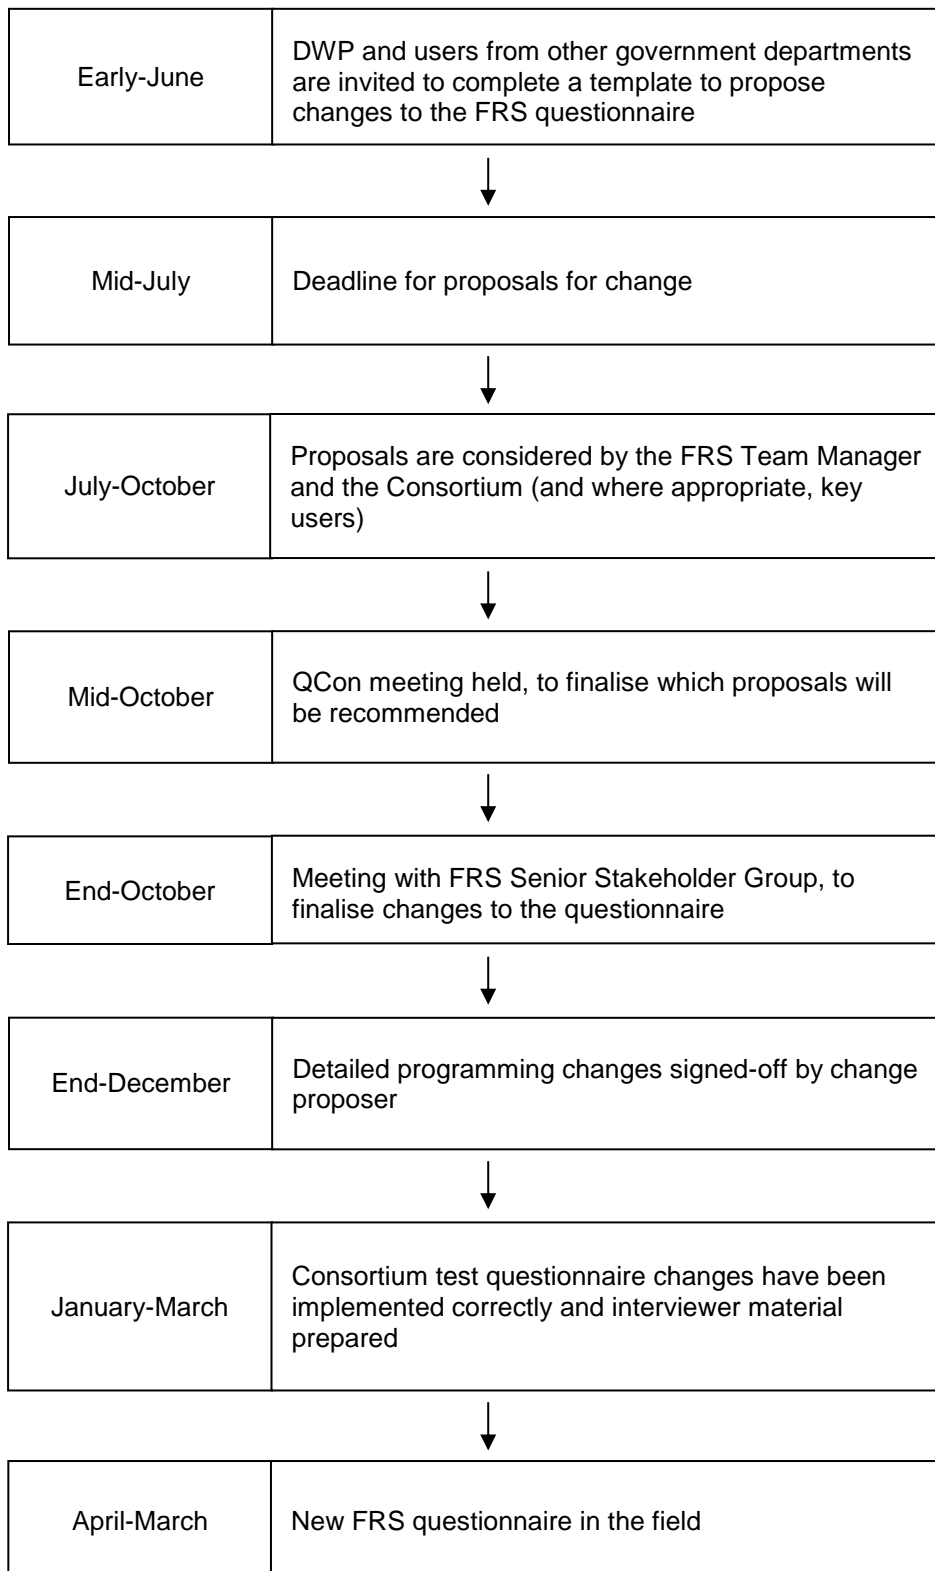 Early-June
DWP and users from other government departments
are invited to complete a template to propose
changes to the FRS questionnaire
Mid-July
Deadline for proposals for change
July-October
Proposals are considered by the FRS Team Manager
and the Consortium (and where appropriate, key
users)
Mid-October
QCon meeting held, to finalise which proposals will
be recommended
End-October
Meeting with FRS Senior Stakeholder Group, to
finalise changes to the questionnaire
End-December
Detailed programming changes signed-off by change
proposer
January-March
Consortium test questionnaire changes have been
implemented correctly and interviewer material
prepared
April-March
New FRS questionnaire in the field